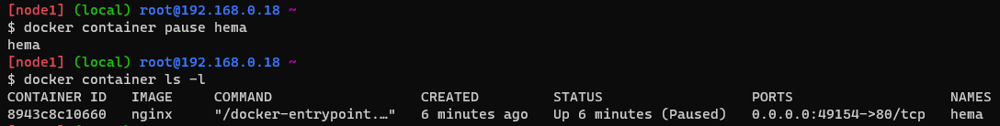 [node1] (local) root@192.168.0.18 ~
$ docker container pause hema
hema
[node1] (local) root@192.168.0.18 ~
$ docker container ls -l
CONTAINER ID   IMAGE     COMMAND                  CREATED         STATUS                  PORTS                   NAMES
8943c8c10660   nginx     "/docker-entrypoint.…"   6 minutes ago   Up 6 minutes (Paused)   0.0.0.0:49154->80/tcp   hema